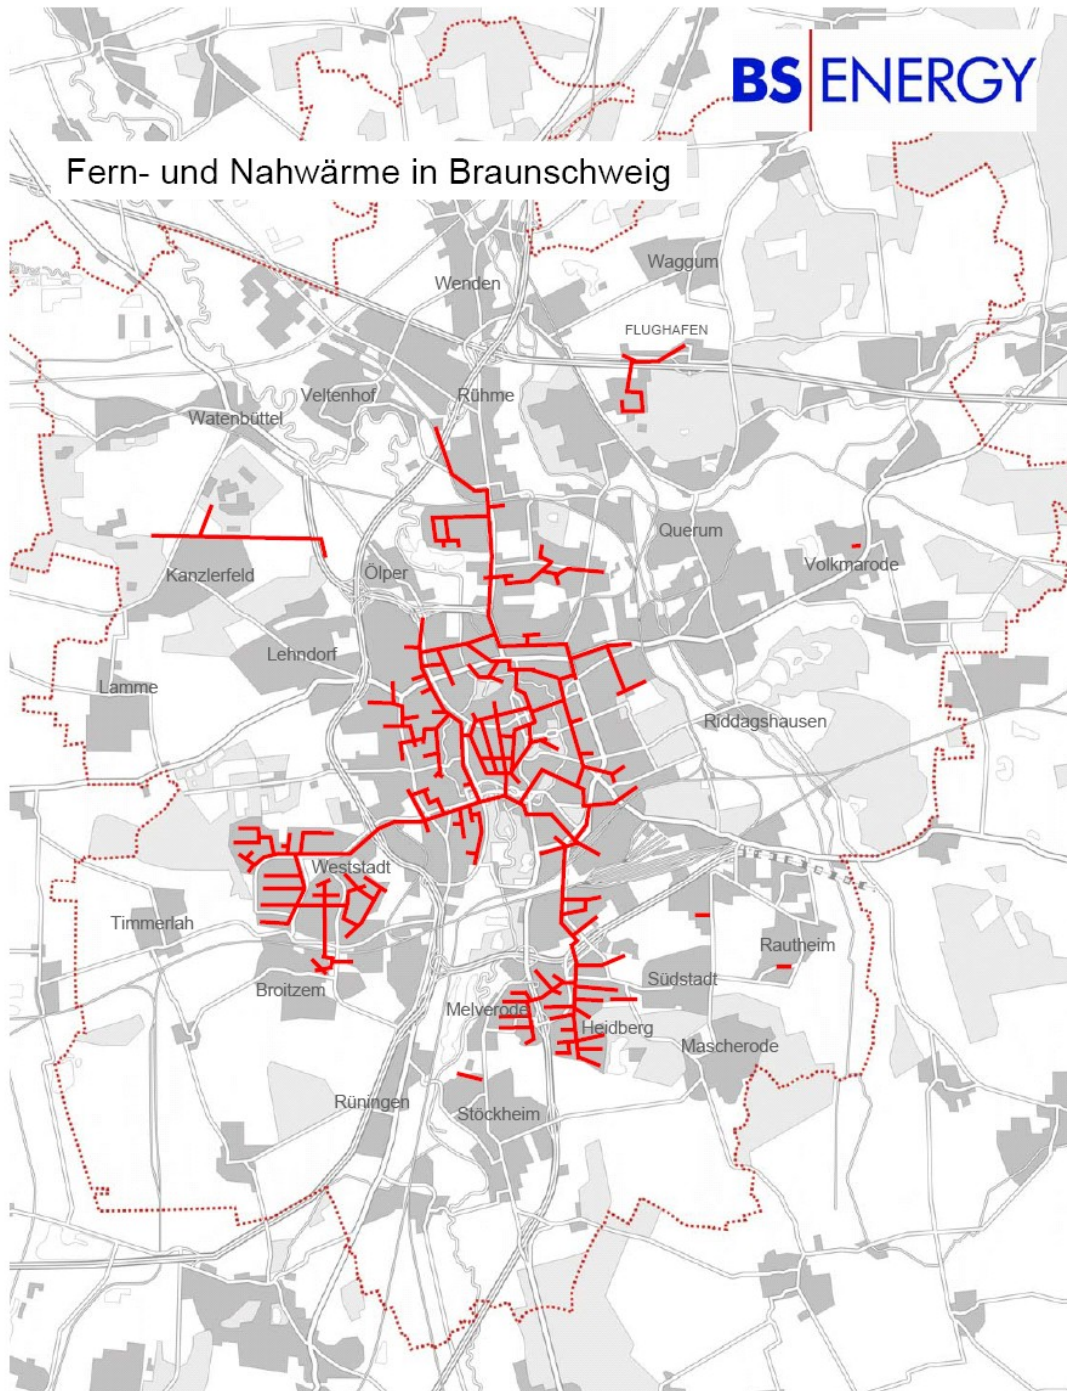 BS|ENERGY
Fern- und Nahwärme in Braunschweig
Waggum
Wenden
FLUGHAFEN
Veltenhof
Rühme
Watenbüttel
Querum
Volkmarode
Kanzlerfeld
Ölper
Lehndorf
Lamme
Riddagshausen
Weststadt
Timmerlah
Rautheim
Südstadt
Broitzem
Melverode
Heidberg
Mascherode
Rüningen
Stöckheim